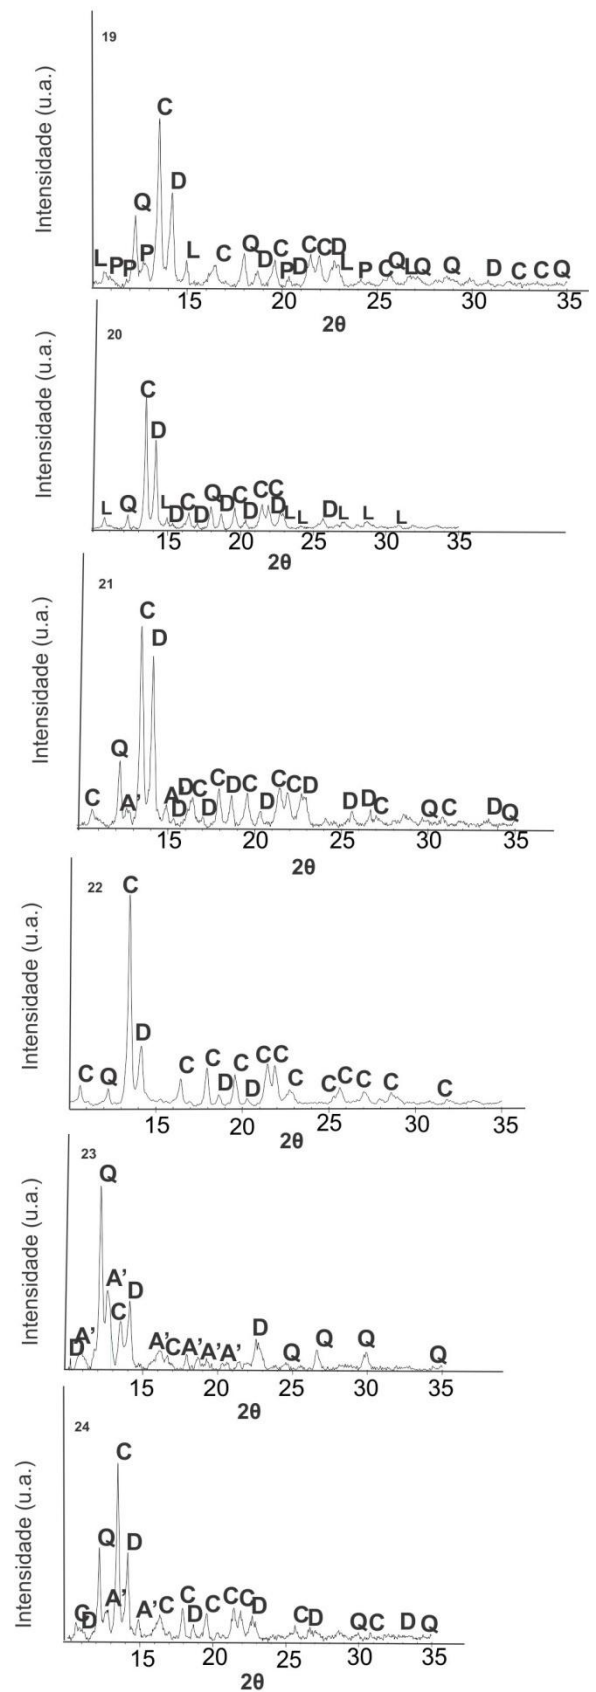 19
Intensidade (u.a.)
C
D
Q
L P P P L C Q D C P D C C D L P C Q L Q Q D C C Q
15 20 25 30 35
2θ
20
Intensidade (u.a.)
C
D
L Q L D C D Q D C D C C D L L D L L L
15 20 25 30 35
2θ
21
Intensidade (u.a.)
C
D
Q
C A' A' D D C D C D C D C C D D D C Q C D Q
15 20 25 30 35
2θ
22
Intensidade (u.a.)
C
D
C Q C C D C D C C C C C C C C
15 20 25 30 35
2θ
23
Intensidade (u.a.)
Q
A'
C D
D A' A' C A' A' A' D Q Q Q Q
15 20 25 30 35
2θ
24
Intensidade (u.a.)
C
Q
D
C D A' A' C C D C C C D C D Q C D Q
15 20 25 30 35
2θ